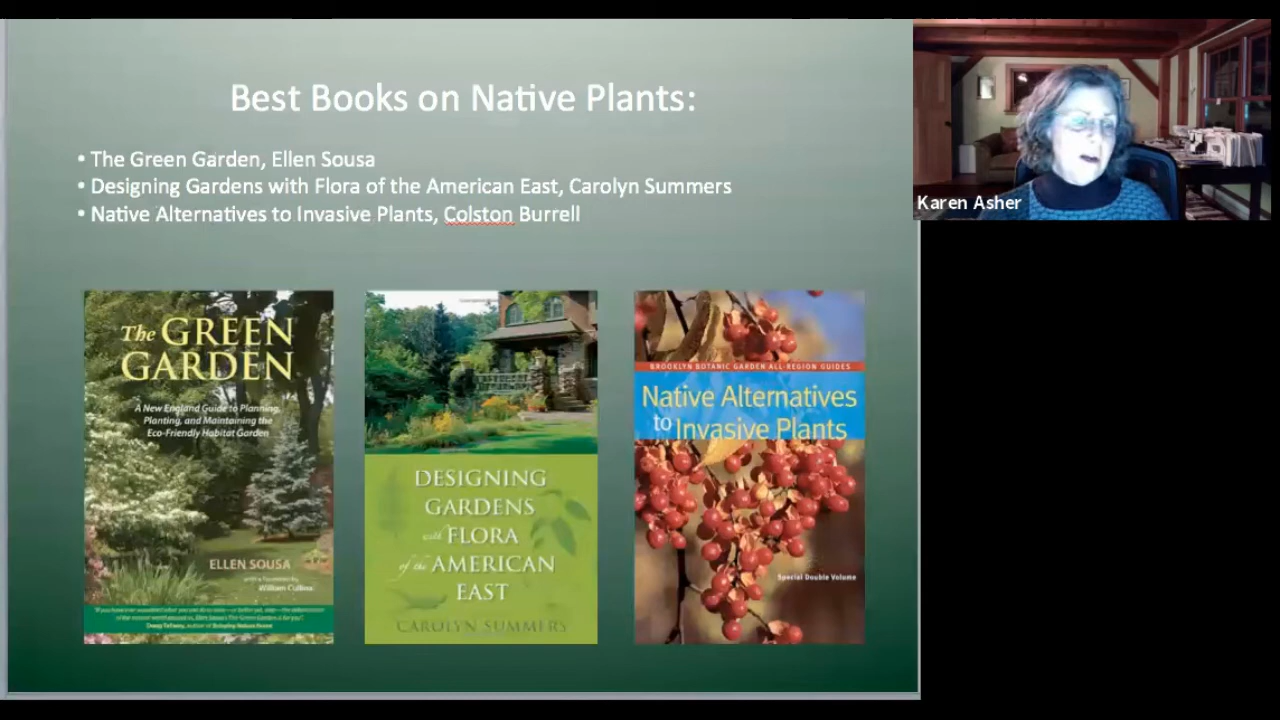 Best Books on Native Plants:
• The Green Garden, Ellen Sousa
• Designing Gardens with Flora of the American East, Carolyn Summers
• Native Alternatives to Invasive Plants, Colston Burrell
Karen Asher
The GREEN
GARDEN
A New England Guide to Planning,
Planting, and Maintaining the
Eco-Friendly Habitat Garden
ELLEN SOUSA
with a foreword by
William Cullina
DESIGNING
GARDENS
with FLORA
of the AMERICAN
EAST
CAROLYN SUMMERS
BROOKLYN BOTANIC GARDEN ALL-REGION GUIDES
Native Alternatives
to Invasive Plants
Special Double Volume